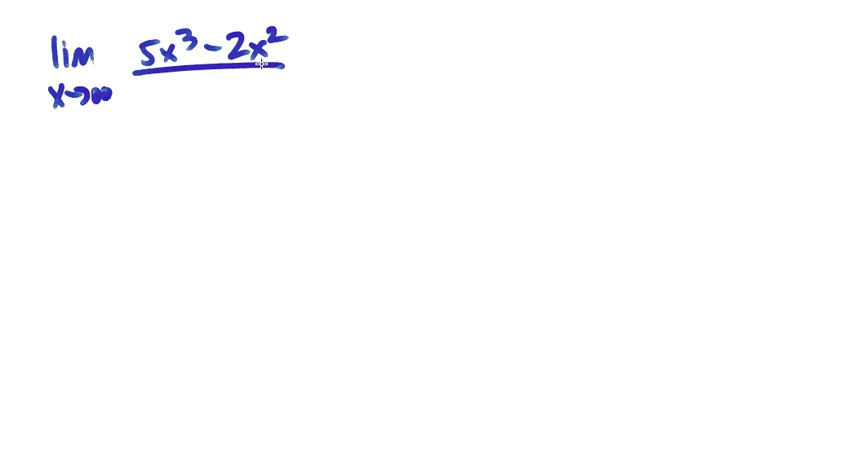 lim 5x³ - 2x²
x→∞